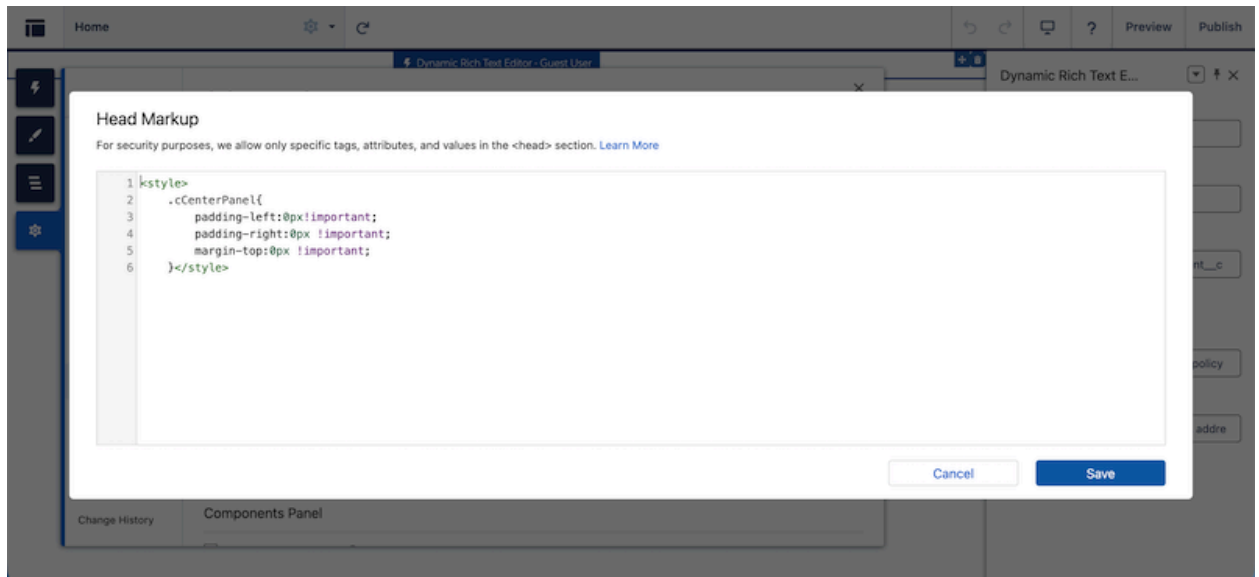 Home
?
Preview
Publish
Dynamic Rich Text Editor - Guest User
Dynamic Rich Text E...
Head Markup
For security purposes, we allow only specific tags, attributes, and values in the <head> section. Learn More
1 <style>
2 .cCenterPanel{
3 padding-left:0px!important;
4 padding-right:0px !important;
5 margin-top:0px !important;
6 }</style>
nt__c
policy
addre
Cancel
Save
Change History
Components Panel